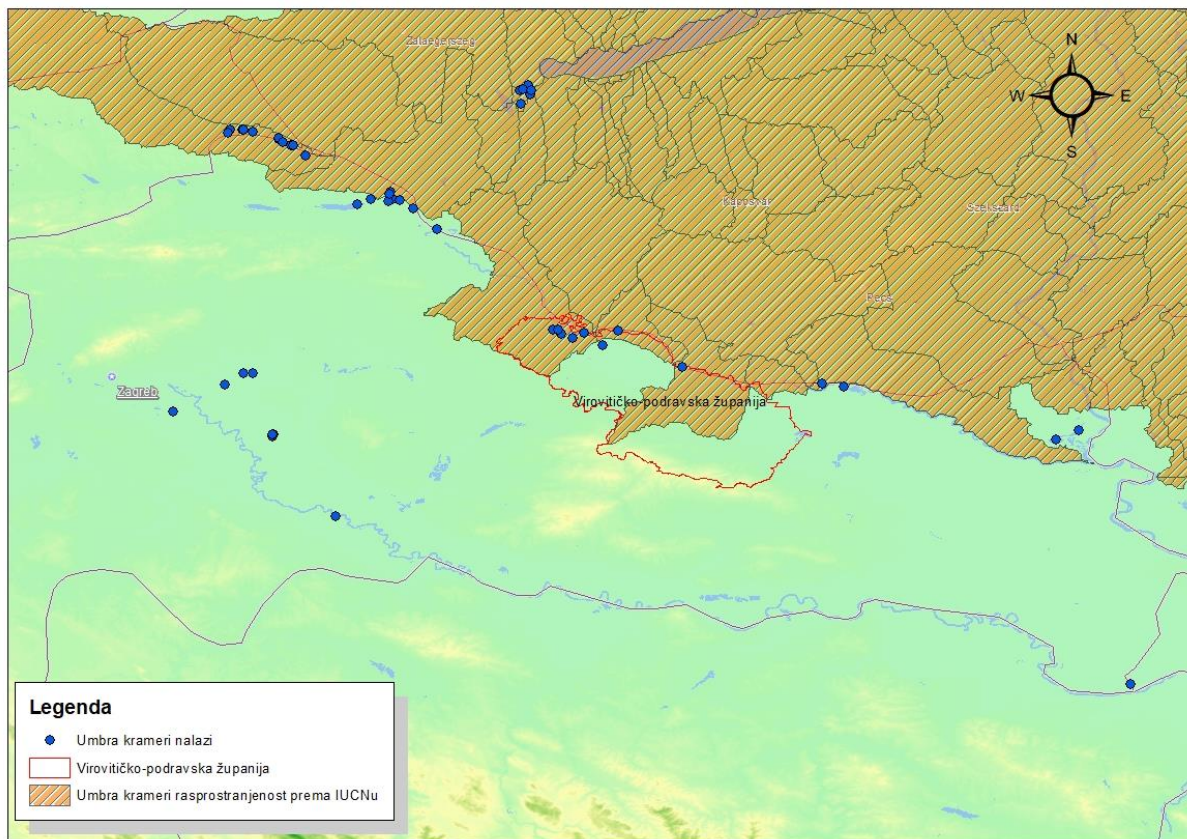 Zalaegerszeg
N
W E
S
Kaposvár
Szekszárd
Pécs
Zagreb
Virovitičko-podravska županija
Legenda
Umbra krameri nalazi
Virovitičko-podravska županija
Umbra krameri rasprostranjenost prema IUCNu